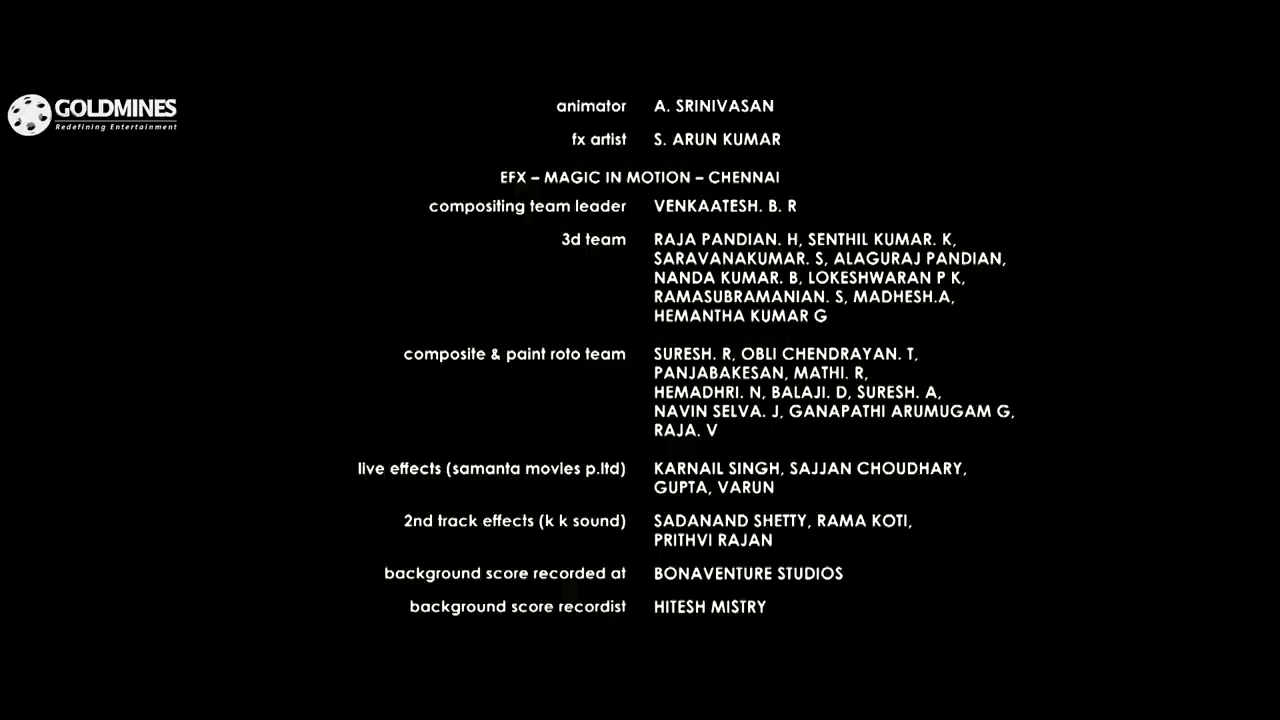 GOLDMINES
Redefining Entertainment
animator A. SRINIVASAN
fx artist S. ARUN KUMAR
EFX – MAGIC IN MOTION – CHENNAI
compositing team leader VENKAATESH. B. R
3d team RAJA PANDIAN. H, SENTHIL KUMAR. K,
SARAVANAKUMAR. S, ALAGURAJ PANDIAN,
NANDA KUMAR. B, LOKESHWARAN P K,
RAMASUBRAMANIAN. S, MADHESH.A,
HEMANTHA KUMAR G
composite & paint roto team SURESH. R, OBLI CHENDRAYAN. T,
PANJABAKESAN, MATHI. R,
HEMADHRI. N, BALAJI. D, SURESH. A,
NAVIN SELVA. J, GANAPATHI ARUMUGAM G,
RAJA. V
live effects (samanta movies p.ltd) KARNAIL SINGH, SAJJAN CHOUDHARY,
GUPTA, VARUN
2nd track effects (k k sound) SADANAND SHETTY, RAMA KOTI,
PRITHVI RAJAN
background score recorded at BONAVENTURE STUDIOS
background score recordist HITESH MISTRY